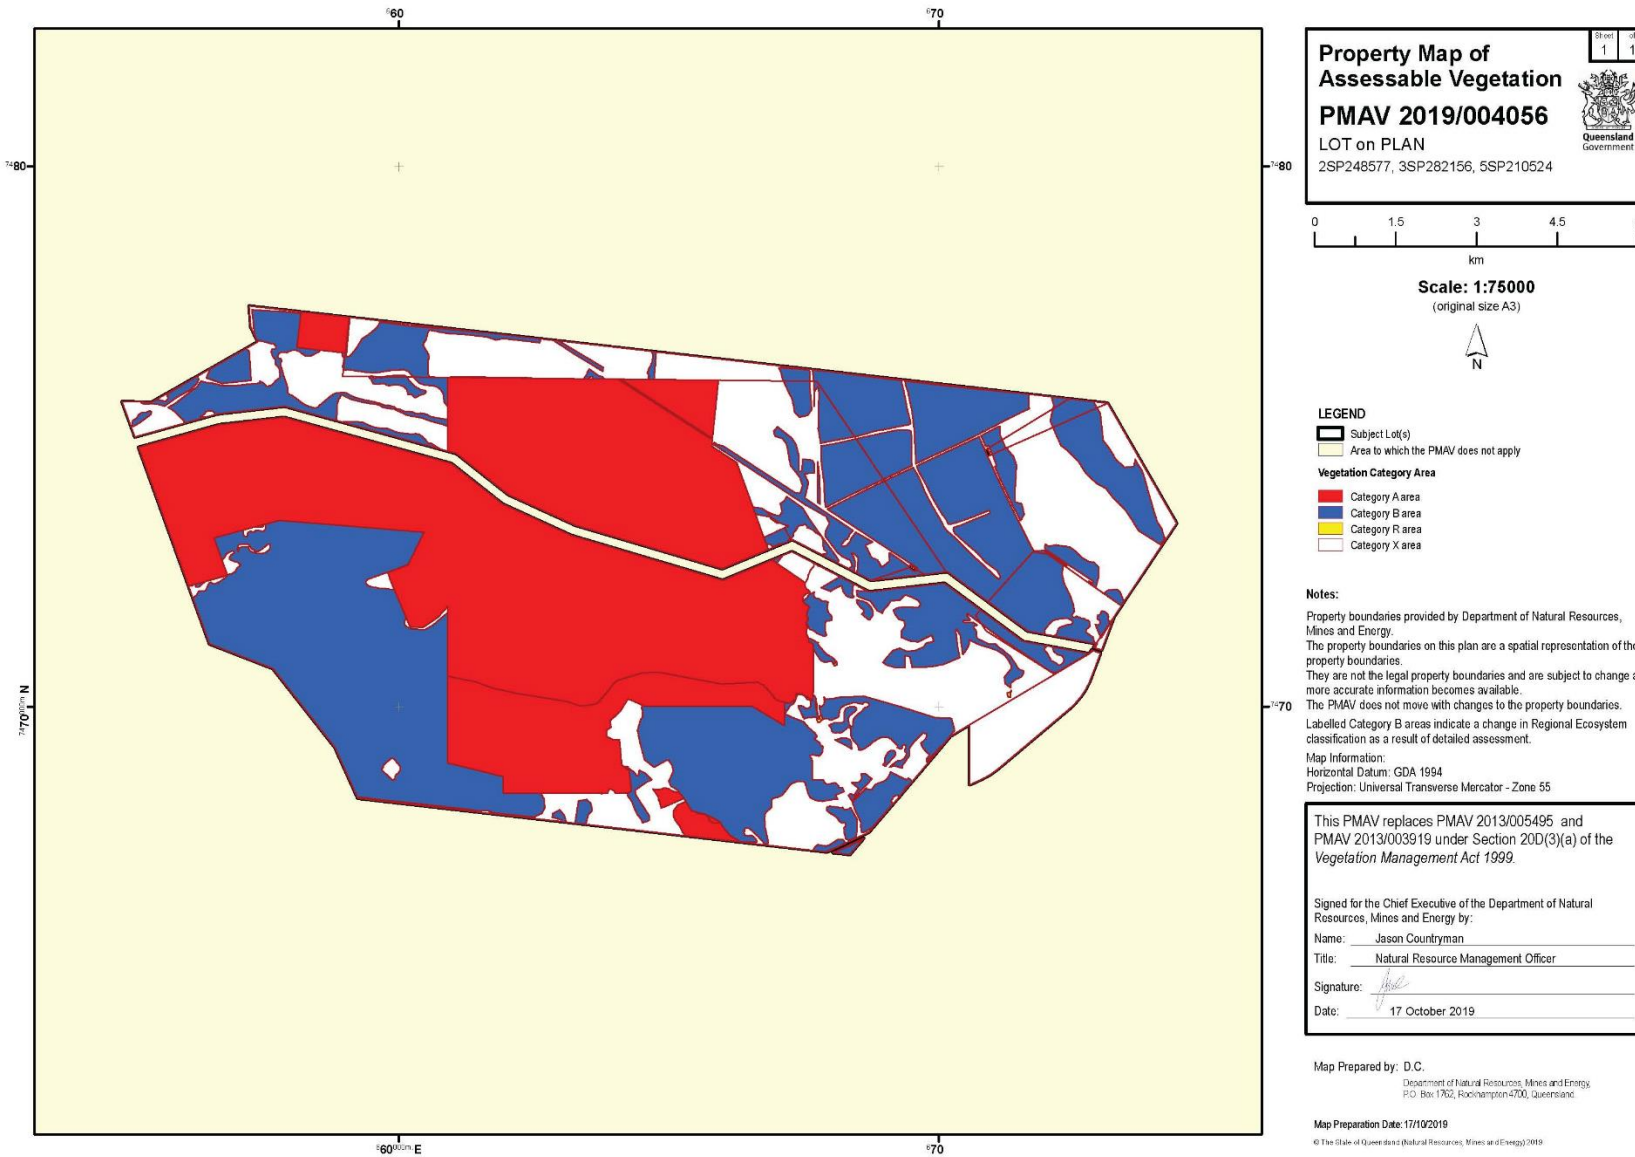 ⁶60
⁶70
⁷⁴80
⁷⁴80
⁷⁴70⁰⁰⁰m. N
⁷⁴70
⁶60⁰⁰⁰m. E
⁶70
Property Map of
Assessable Vegetation
PMAV 2019/004056
LOT on PLAN
2SP248577, 3SP282156, 5SP210524
Sheet
1
1
Queensland
Government
0 1.5 3 4.5
km
Scale: 1:75000
(original size A3)
N
LEGEND
Subject Lot(s)
Area to which the PMAV does not apply
Vegetation Category Area
Category A area
Category B area
Category R area
Category X area
Notes:
Property boundaries provided by Department of Natural Resources,
Mines and Energy.
The property boundaries on this plan are a spatial representation of the
property boundaries.
They are not the legal property boundaries and are subject to change a
more accurate information becomes available.
The PMAV does not move with changes to the property boundaries.
Labelled Category B areas indicate a change in Regional Ecosystem
classification as a result of detailed assessment.
Map Information:
Horizontal Datum: GDA 1994
Projection: Universal Transverse Mercator - Zone 55
This PMAV replaces PMAV 2013/005495 and
PMAV 2013/003919 under Section 20D(3)(a) of the
Vegetation Management Act 1999.
Signed for the Chief Executive of the Department of Natural
Resources, Mines and Energy by:
Name: Jason Countryman
Title: Natural Resource Management Officer
Signature:
Date: 17 October 2019
Map Prepared by: D.C.
Department of Natural Resources, Mines and Energy,
P.O. Box 1762, Rockhampton 4700, Queensland.
Map Preparation Date: 17/10/2019
© The State of Queensland (Natural Resources, Mines and Energy) 2019